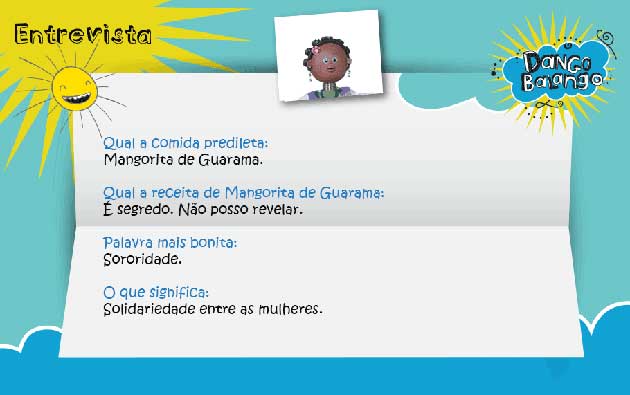 Entrevista
Dango
Balango
Qual a comida predileta:
Mangorita de Guarama.
Qual a receita de Mangorita de Guarama:
É segredo. Não posso revelar.
Palavra mais bonita:
Sororidade.
O que significa:
Solidariedade entre as mulheres.